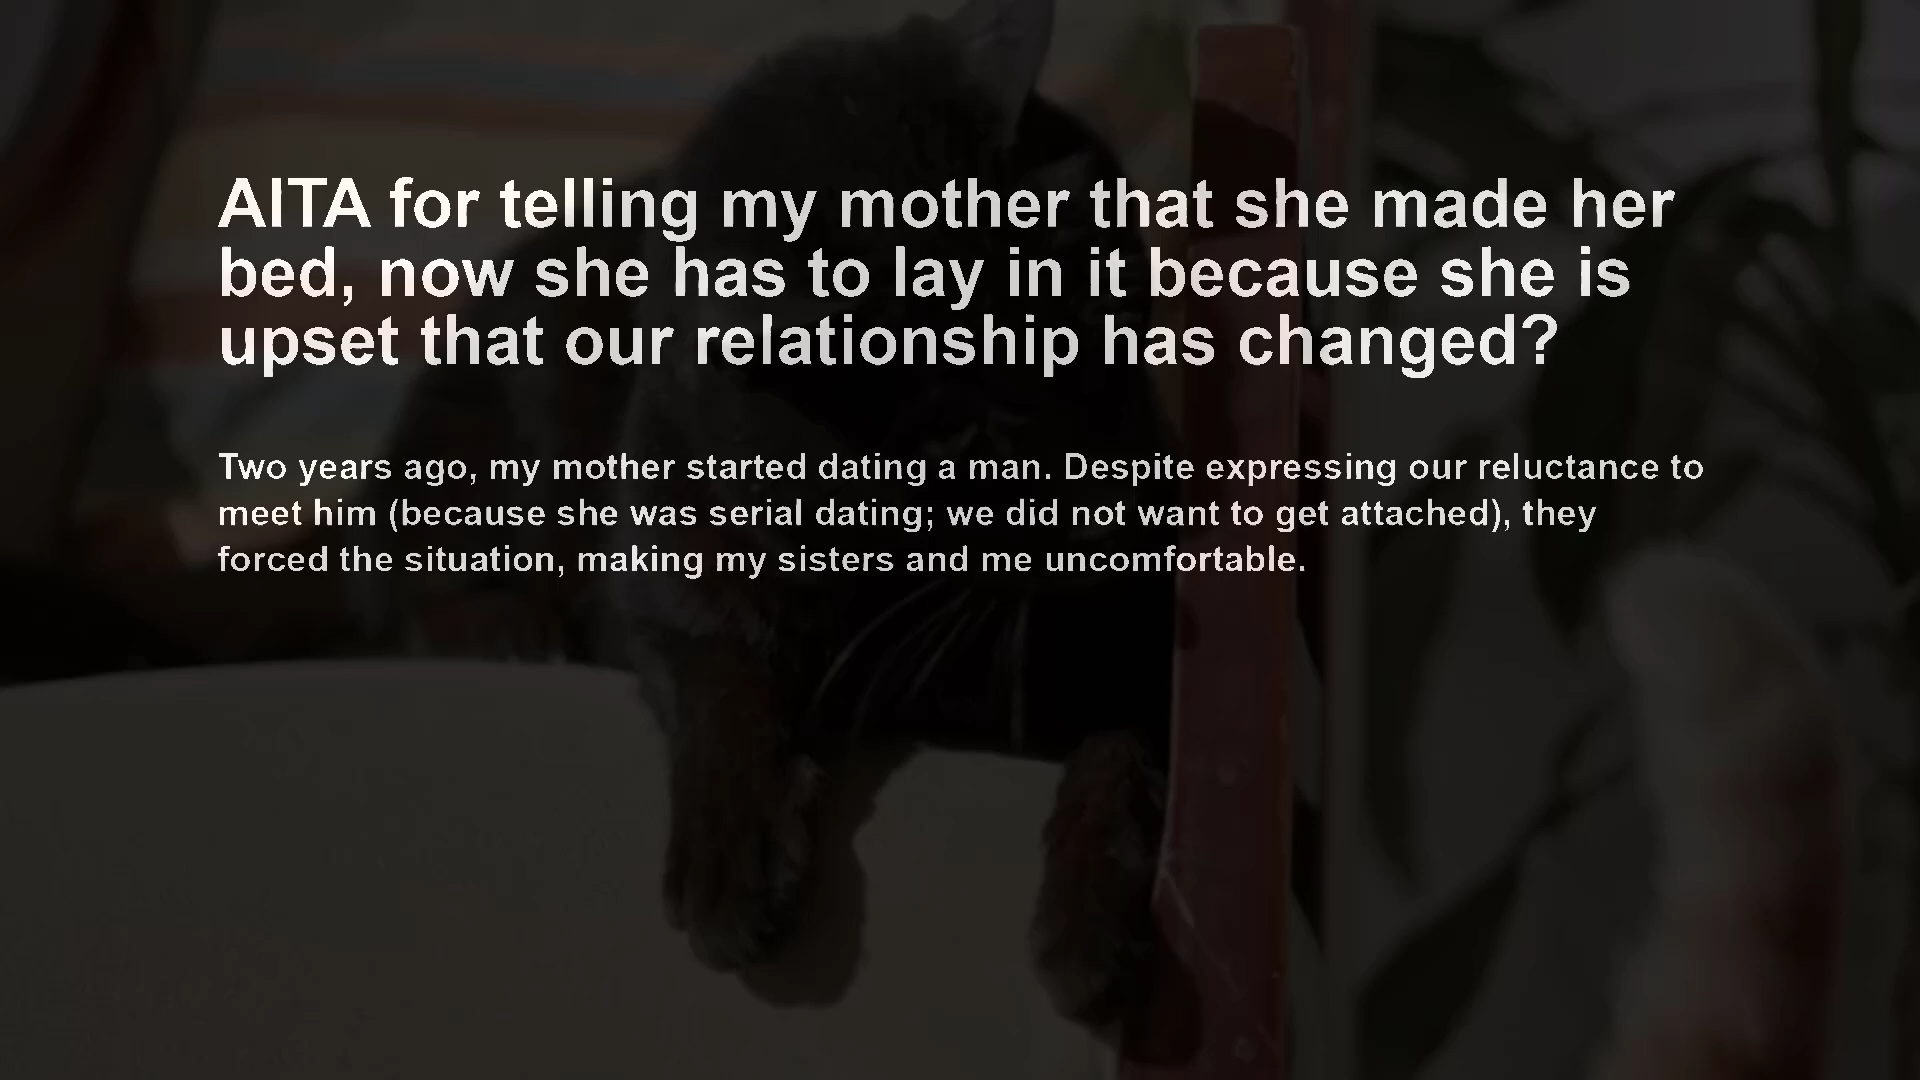 AITA for telling my mother that she made her
bed, now she has to lay in it because she is
upset that our relationship has changed?
Two years ago, my mother started dating a man. Despite expressing our reluctance to
meet him (because she was serial dating; we did not want to get attached), they
forced the situation, making my sisters and me uncomfortable.